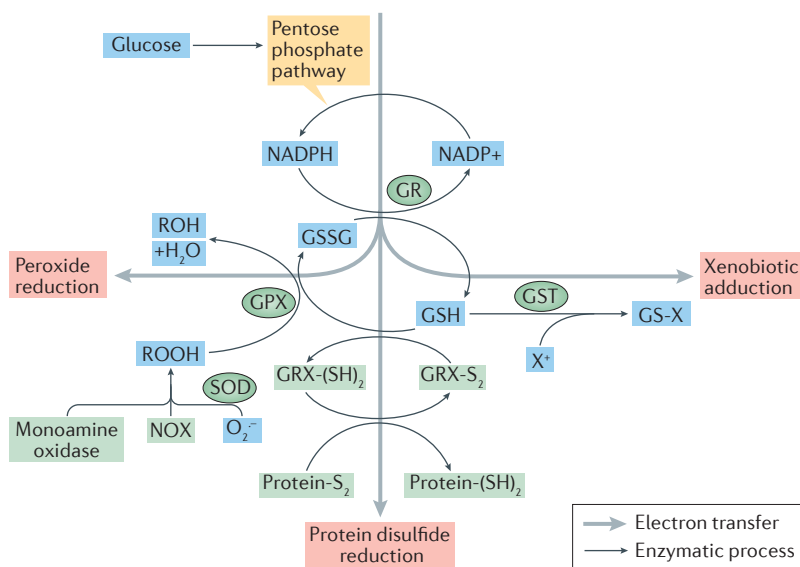 Glucose
Pentose
phosphate
pathway
NADPH
NADP+
GR
ROH
+H₂O
GSSG
Peroxide
reduction
Xenobiotic
adduction
GPX
GSH
GST
GS-X
X⁺
ROOH
SOD
GRX-(SH)₂
GRX-S₂
Monoamine
oxidase
NOX
O₂·⁻
Protein-S₂
Protein-(SH)₂
Protein disulfide
reduction
Electron transfer
Enzymatic process